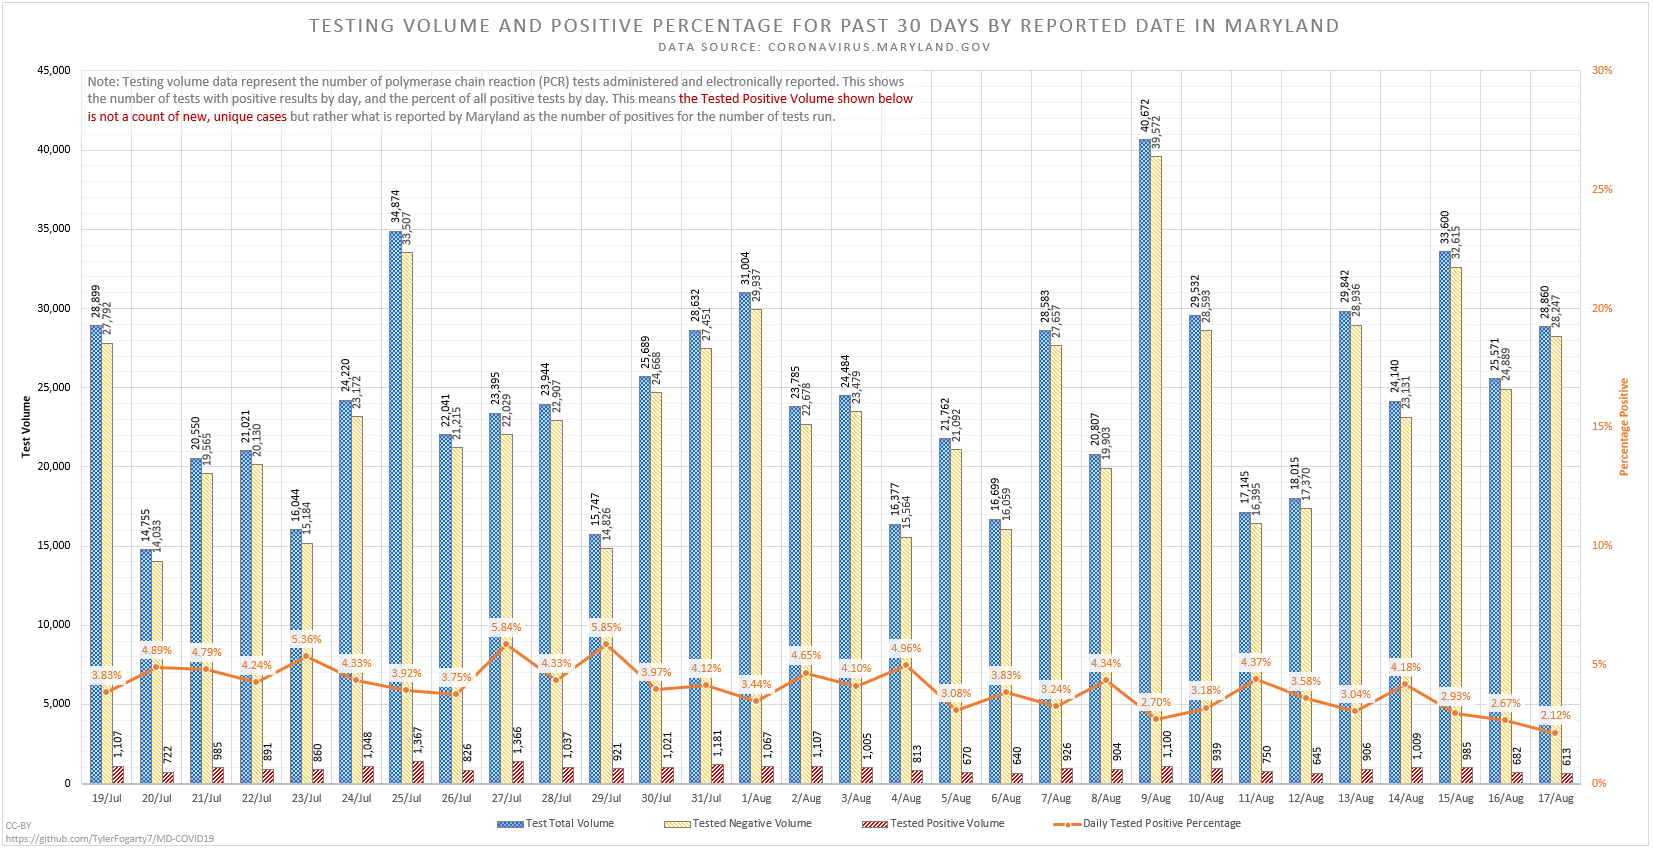 TESTING VOLUME AND POSITIVE PERCENTAGE FOR PAST 30 DAYS BY REPORTED DATE IN MARYLAND
DATA SOURCE: CORONAVIRUS.MARYLAND.GOV
Note: Testing volume data represent the number of polymerase chain reaction (PCR) tests administered and electronically reported. This shows
the number of tests with positive results by day, and the percent of all positive tests by day. This means the Tested Positive Volume shown below
is not a count of new, unique cases but rather what is reported by Maryland as the number of positives for the number of tests run.
Test Volume
45,000
40,000
35,000
30,000
25,000
20,000
15,000
10,000
5,000
0
28,899 27,792 3.83% 1,107
14,755 14,033 4.89% 722
20,550 19,565 4.79% 985
21,021 20,130 4.24% 891
16,044 15,184 5.36% 860
24,220 23,172 4.33% 1,048
34,874 33,507 3.92% 1,367
22,041 21,215 3.75% 826
23,395 22,029 5.84% 1,366
23,944 22,907 4.33% 1,037
15,747 14,826 5.85% 921
25,689 24,668 3.97% 1,021
28,632 27,451 4.12% 1,181
31,004 29,937 3.44% 1,067
23,785 22,678 4.65% 1,107
24,484 23,479 4.10% 1,005
16,377 15,564 4.96% 813
21,762 21,092 3.08% 670
16,699 16,059 3.83% 640
28,583 27,657 3.24% 926
20,807 19,903 4.34% 904
40,672 39,572 2.70% 1,100
29,532 28,593 3.18% 939
17,145 16,395 4.37% 750
18,015 17,370 3.58% 645
29,842 28,936 3.04% 906
24,140 23,131 4.18% 1,009
33,600 32,615 2.93% 985
25,571 24,889 2.67% 682
28,860 28,247 2.12% 613
30%
25%
20%
15%
10%
5%
0%
Percentage Positive
19/Jul 20/Jul 21/Jul 22/Jul 23/Jul 24/Jul 25/Jul 26/Jul 27/Jul 28/Jul 29/Jul 30/Jul 31/Jul 1/Aug 2/Aug 3/Aug 4/Aug 5/Aug 6/Aug 7/Aug 8/Aug 9/Aug 10/Aug 11/Aug 12/Aug 13/Aug 14/Aug 15/Aug 16/Aug 17/Aug
Test Total Volume Tested Negative Volume Tested Positive Volume Daily Tested Positive Percentage
CC-BY
https://github.com/TylerFogarty7/MD-COVID19